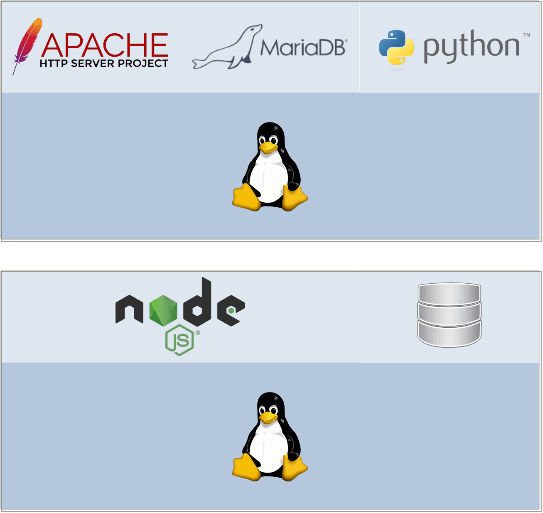 APACHE
HTTP SERVER PROJECT
MariaDB®
python™
node
JS®